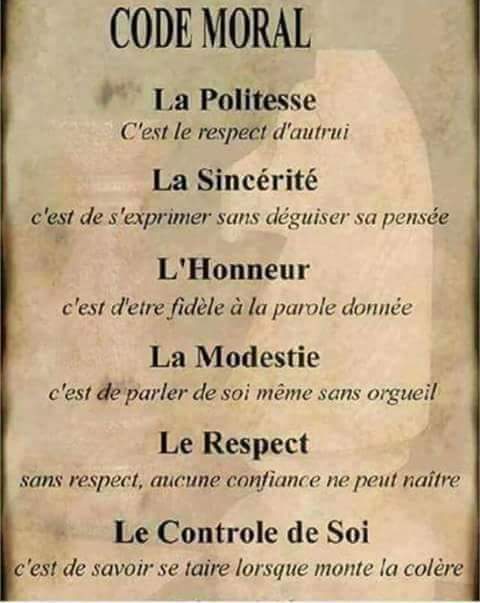 CODE MORAL
La Politesse
C'est le respect d'autrui
La Sincérité
c'est de s'exprimer sans déguiser sa pensée
L'Honneur
c'est d'etre fidèle à la parole donnée
La Modestie
c'est de parler de soi même sans orgueil
Le Respect
sans respect, aucune confiance ne peut naître
Le Controle de Soi
c'est de savoir se taire lorsque monte la colère